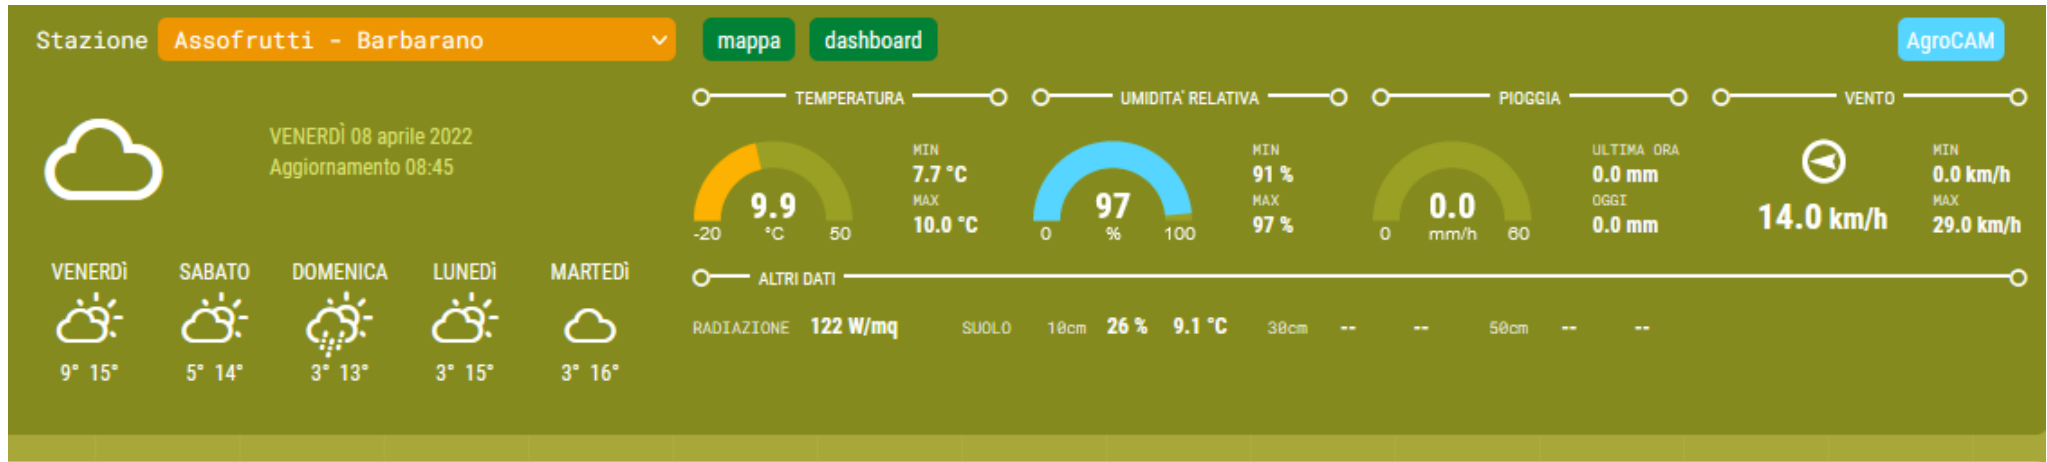 Stazione Assofrutti - Barbarano mappa dashboard AgroCAM
VENERDÌ 08 aprile 2022
Aggiornamento 08:45
VENERDÌ SABATO DOMENICA LUNEDÌ MARTEDÌ
9° 15° 5° 14° 3° 13° 3° 15° 3° 16°
TEMPERATURA
9.9
-20 °C 50
MIN
7.7 °C
MAX
10.0 °C
UMIDITA' RELATIVA
97
0 % 100
MIN
91 %
MAX
97 %
PIOGGIA
0.0
0 mm/h 60
ULTIMA ORA
0.0 mm
OGGI
0.0 mm
VENTO
14.0 km/h
MIN
0.0 km/h
MAX
29.0 km/h
ALTRI DATI
RADIAZIONE 122 W/mq SUOLO 10cm 26 % 9.1 °C 30cm -- -- 50cm -- --